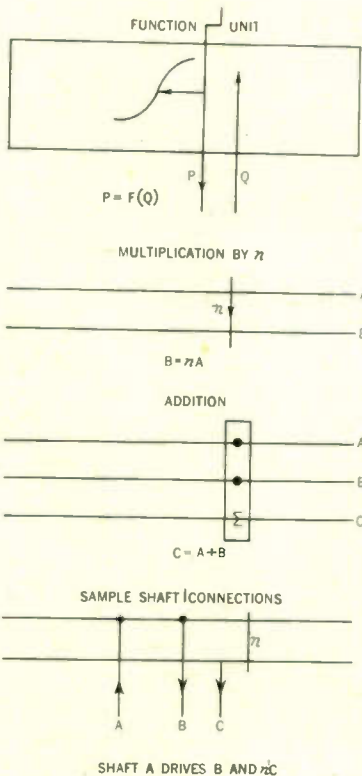 FUNCTION UNIT
P Q
P = F(Q)
MULTIPLICATION BY n
n
B = nA
ADDITION
A
B
Σ C
C = A + B
SAMPLE SHAFT CONNECTIONS
n
A B C
SHAFT A DRIVES B AND nC